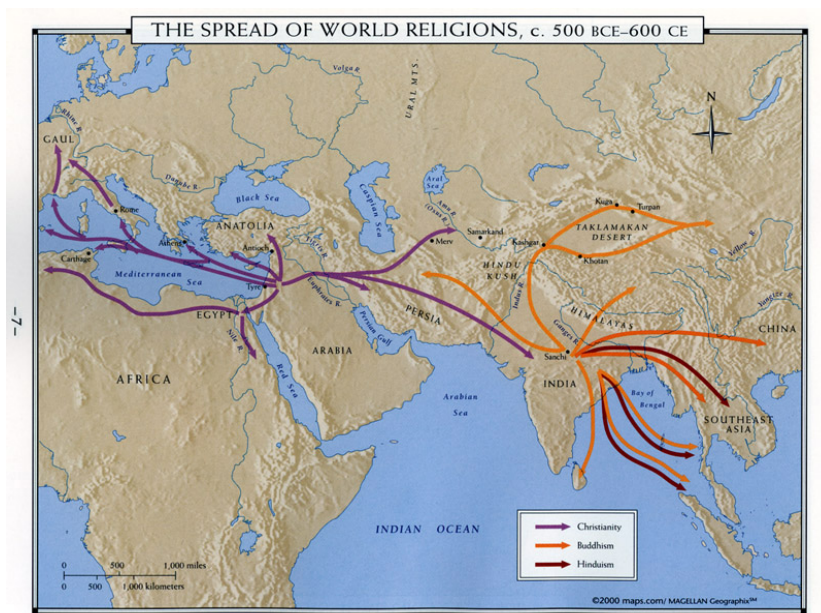 THE SPREAD OF WORLD RELIGIONS, c. 500 BCE–600 CE
Volga R.
URAL MTS.
N
Rhine R.
GAUL
Danube R.
Aral
Sea
Caspian Sea
Black Sea
Rome
ANATOLIA
Athens
Antioch
Tigris R.
Amu R.
(Oxus R.)
Merv
Samarkand
Kashgar
Kuqa
Turpan
TAKLAMAKAN
DESERT
Khotan
Yellow R.
Carthage
Mediterranean
Sea
Tyre
Euphrates R.
HINDU
KUSH
Indus R.
PERSIA
HIMALAYAS
Yangtze R.
EGYPT
Nile R.
Persian Gulf
Ganges R.
CHINA
–7–
ARABIA
Sanchi
INDIA
AFRICA
Red Sea
Arabian
Sea
Bay of
Bengal
SOUTHEAST
ASIA
INDIAN OCEAN
Christianity
Buddhism
Hinduism
0 500 1,000 miles
0 500 1,000 kilometers
©2000 maps.com/ MAGELLAN Geographix℠